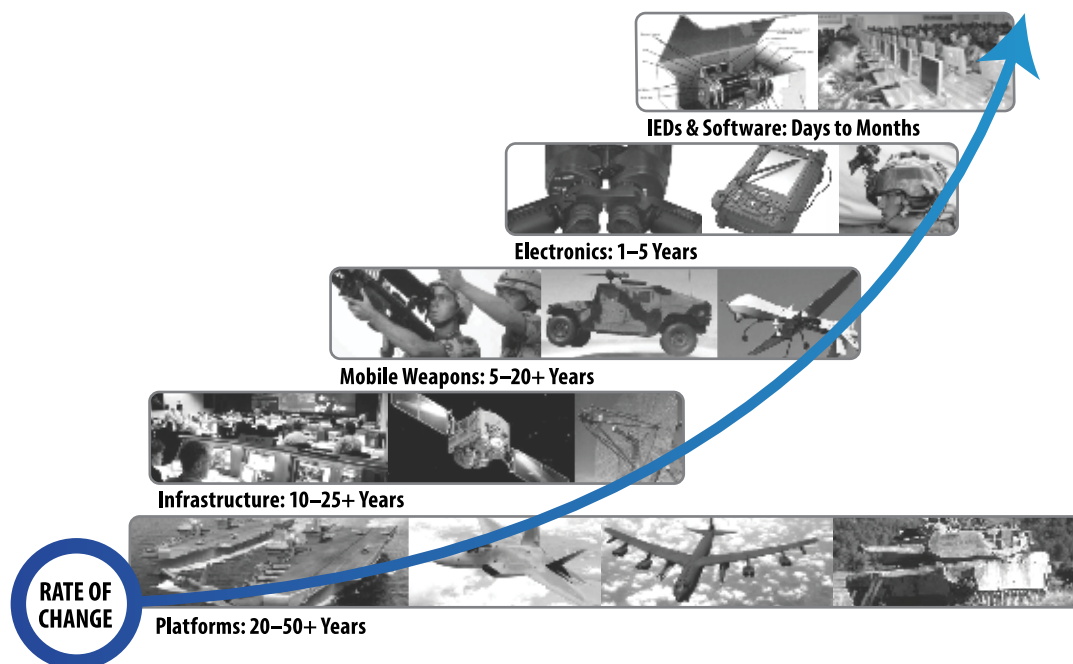 IEDs & Software: Days to Months
Electronics: 1–5 Years
Mobile Weapons: 5–20+ Years
Infrastructure: 10–25+ Years
RATE OF
CHANGE
Platforms: 20–50+ Years